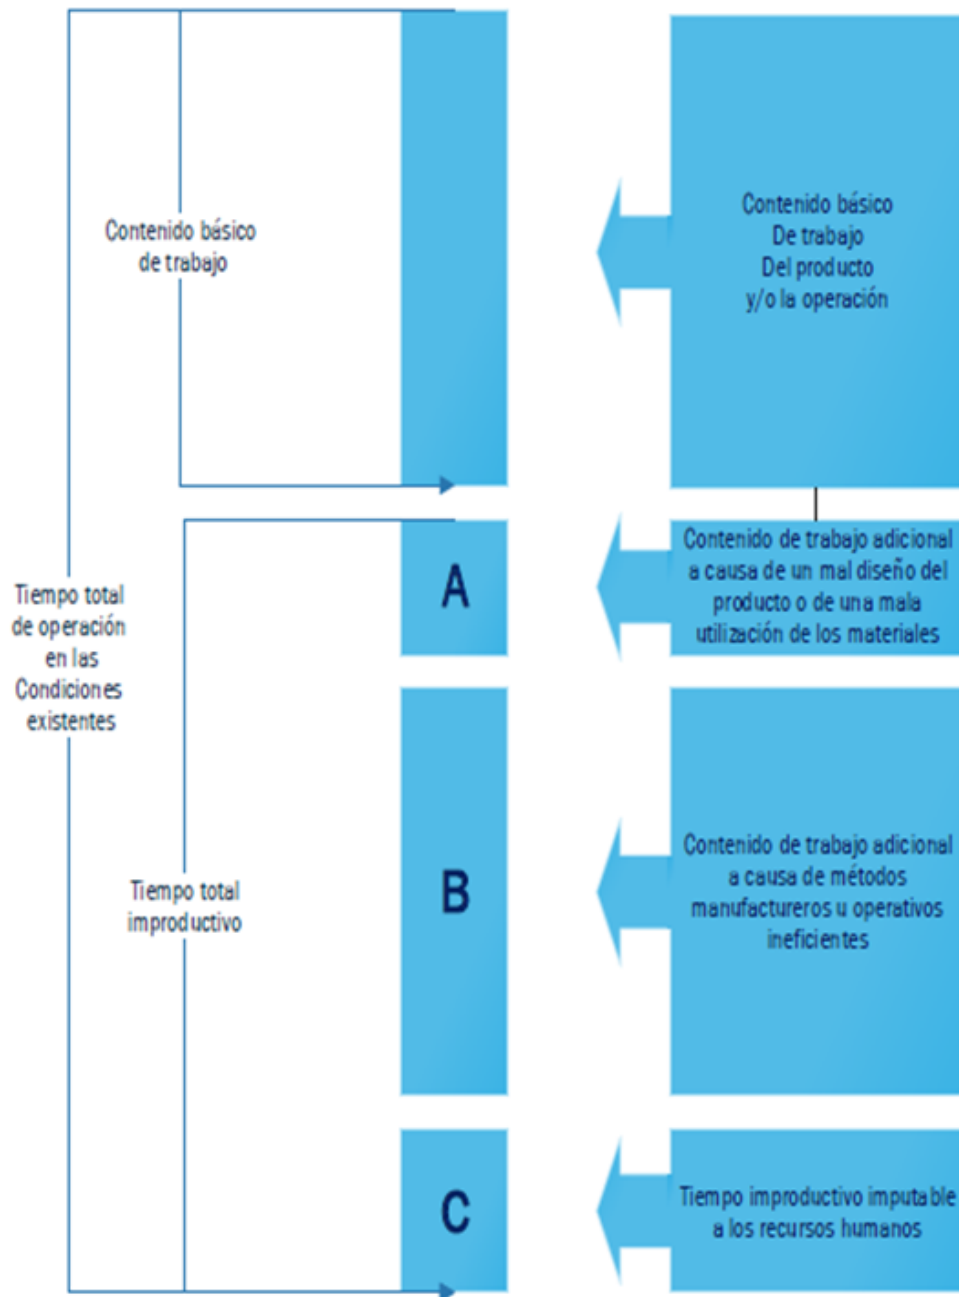 Contenido básico
de trabajo
Contenido básico
De trabajo
Del producto
y/o la operación
Tiempo total
de operación
en las
Condiciones
existentes
A
Contenido de trabajo adicional
a causa de un mal diseño del
producto o de una mala
utilización de los materiales
Tiempo total
improductivo
B
Contenido de trabajo adicional
a causa de métodos
manufactureros u operativos
ineficientes
C
Tiempo improductivo imputable
a los recursos humanos